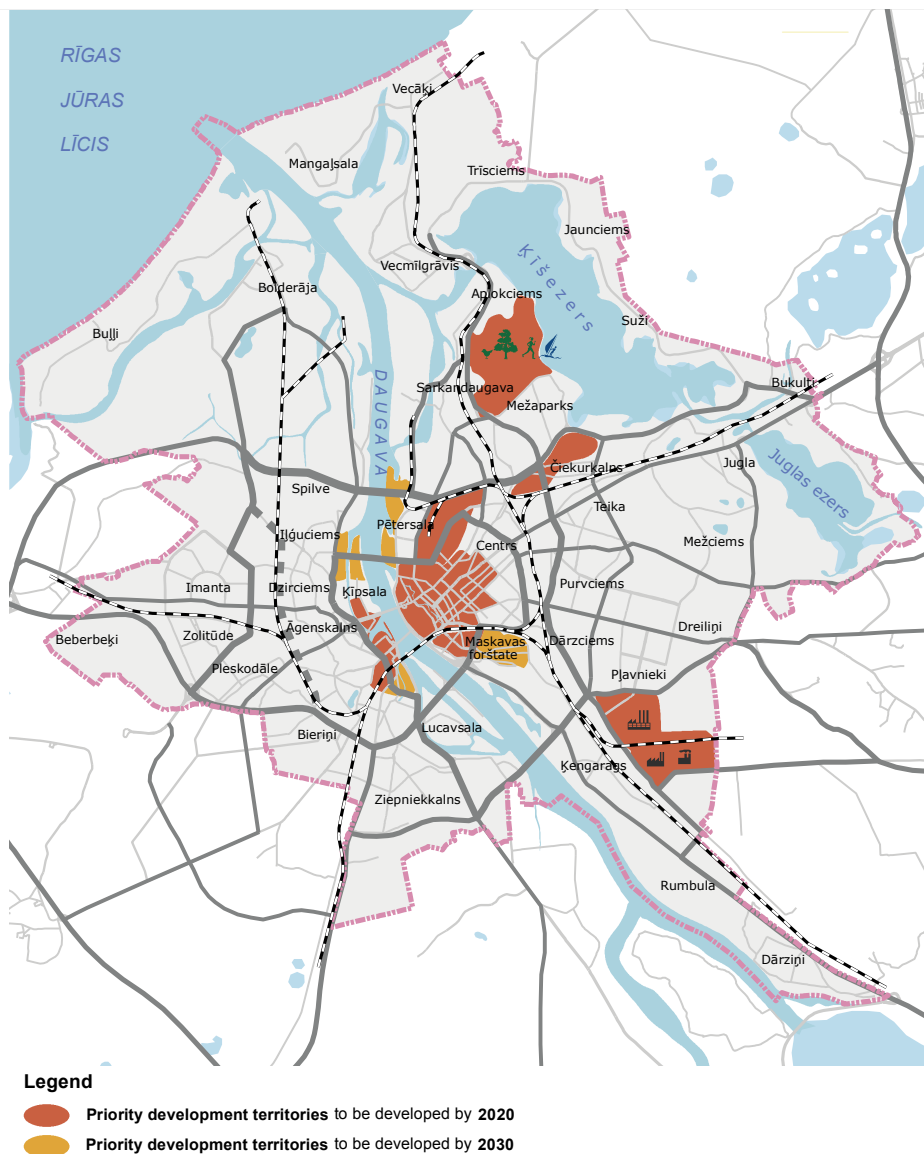 RĪGAS
JŪRAS
LĪCIS
Vecāķi
Mangaļsala
Trīsciems
Jaunciems
Vecmīlgrāvis
Ķīšezers
Bolderāja
Aplokciems
Suži
Buļļi
DAUGAVA
Sarkandaugava
Bukulti
Mežaparks
Čiekurkalns
Jugla
Juglas ezers
Spilve
Teika
Pētersala
Iļģuciems
Centrs
Mežciems
Imanta
Dzirciems
Ķīpsala
Purvciems
Beberbeķi
Zolitūde
Āgenskalns
Maskavas
forštate
Dārzciems
Dreiliņi
Pleskodāle
Pļavnieki
Bieriņi
Lucavsala
Ķengarags
Ziepniekkalns
Rumbula
Dārziņi
Legend
Priority development territories to be developed by 2020
Priority development territories to be developed by 2030